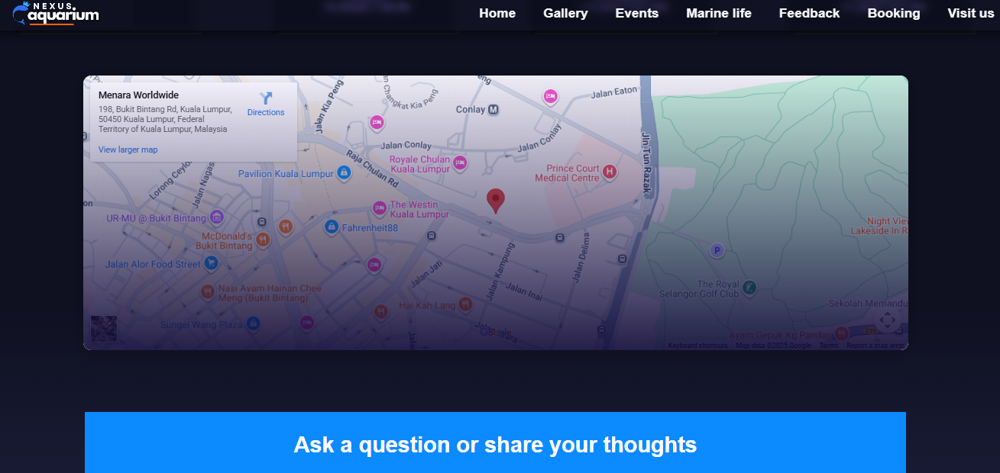 NEXUS.
aquarium
Home
Gallery
Events
Marine life
Feedback
Booking
Visit us
Menara Worldwide
198, Bukit Bintang Rd, Kuala Lumpur,
50450 Kuala Lumpur, Federal
Territory of Kuala Lumpur, Malaysia
Directions
View larger map
Jalan Kia Peng
Changkat Kia Peng
eng
Conlay
M
Jalan Eaton
Jalan Conlay
Jalan Conlay
Jln Tun Razak
Lorong Ceylo
Jalan Nagas
Raja Chulan Rd
Royale Chulan
Kuala Lumpur
Pavilion Kuala Lumpur
Prince Court
Medical Centre
H
on
The Westin
Kuala Lumpur
UR-MU @ Bukit Bintang
Fahrenheit88
McDonald's
Bukit Bintang
Night View
Lakeside In R
P
Jalan Alor Food Street
Jalan Jati
Jalan Kampung
Jalan Delima
Jalan Inai
The Royal
Selangor Golf Club
Nasi Ayam Hainan Chee
Meng (Bukit Bintang)
Hai Kah Lang
Sekolah Memandu
Sungei Wang Plaza
Jalan
Google
Ayam Gepuk Kg Pandan
Keyboard shortcuts
Map data ©2025 Google
Terms
Report a map error
Ask a question or share your thoughts